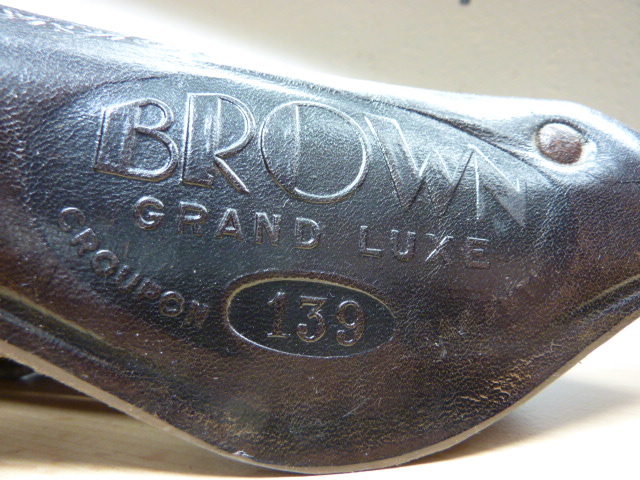 BROWN
GRAND LUXE
CROUPON
139